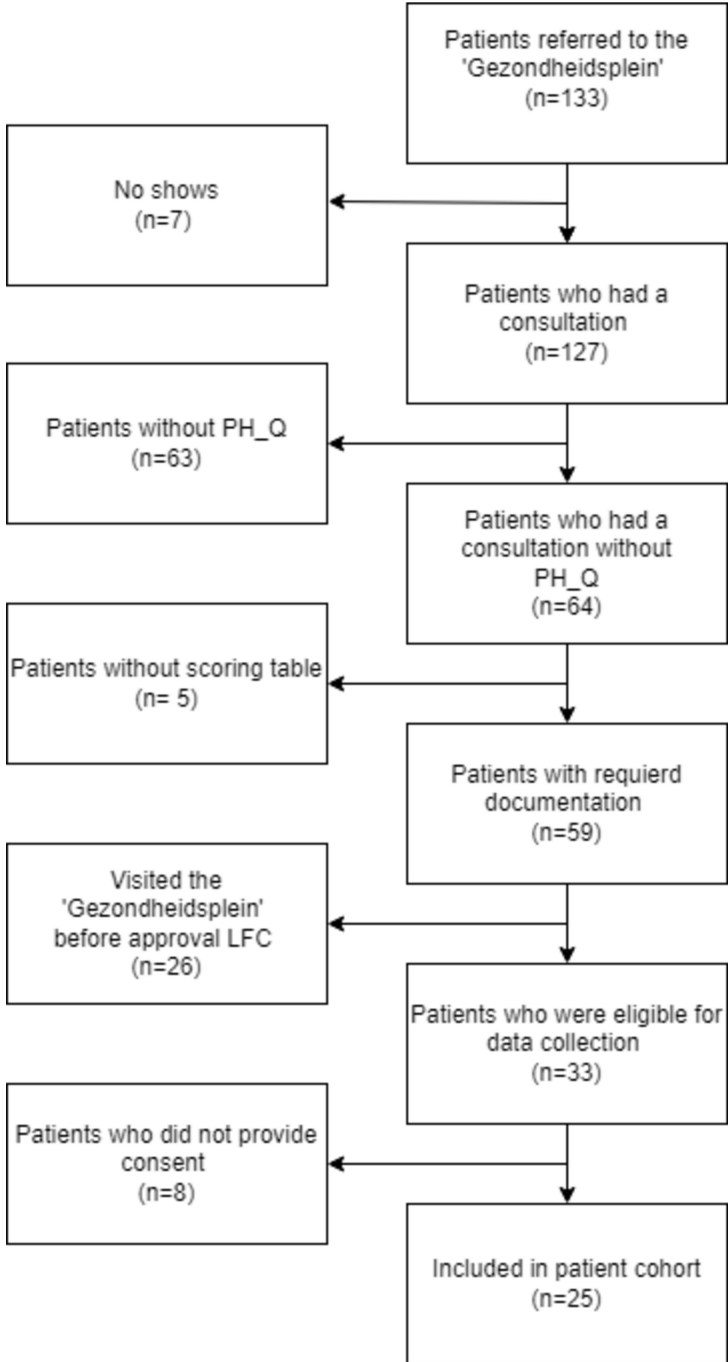 Patients referred to the
'Gezondheidsplein'
(n=133)
No shows
(n=7)
Patients who had a
consultation
(n=127)
Patients without PH_Q
(n=63)
Patients who had a
consultation without
PH_Q
(n=64)
Patients without scoring table
(n= 5)
Patients with requierd
documentation
(n=59)
Visited the
'Gezondheidsplein'
before approval LFC
(n=26)
Patients who were eligible for
data collection
(n=33)
Patients who did not provide
consent
(n=8)
Included in patient cohort
(n=25)